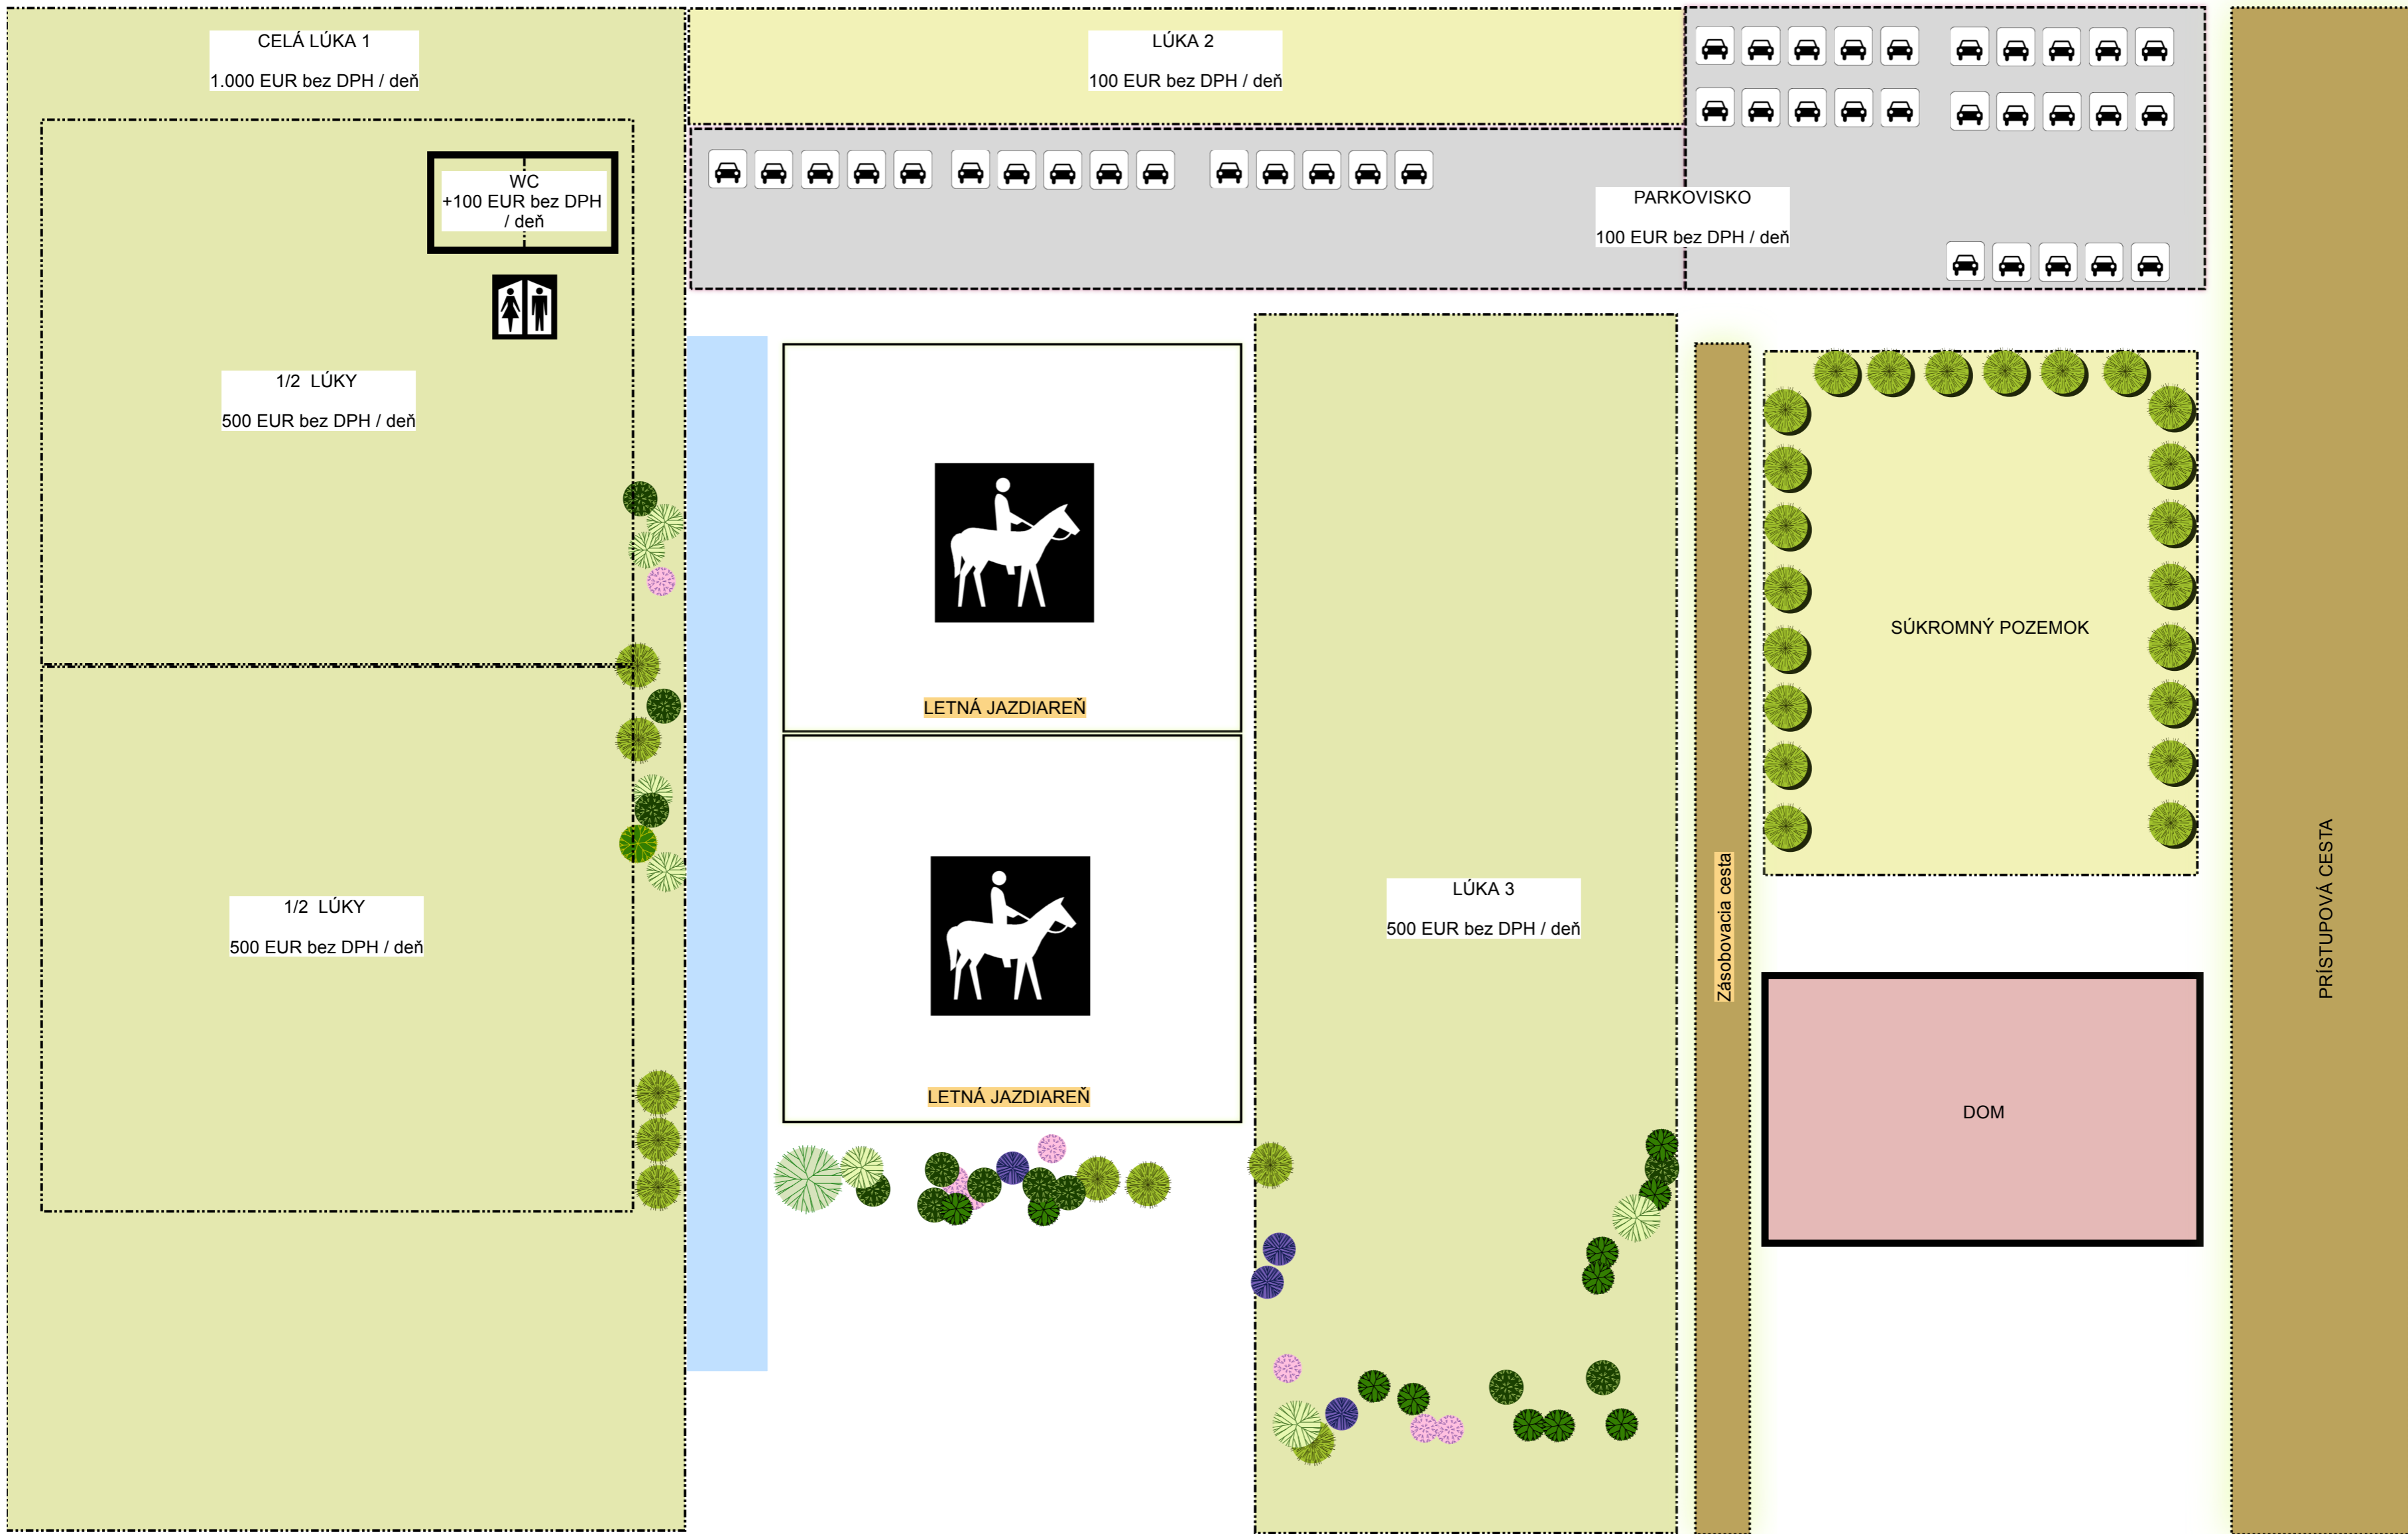 CELÁ LÚKA 1
1.000 EUR bez DPH / deň
LÚKA 2
100 EUR bez DPH / deň
WC
+100 EUR bez DPH
/ deň
PARKOVISKO
100 EUR bez DPH / deň
1/2 LÚKY
500 EUR bez DPH / deň
SÚKROMNÝ POZEMOK
LETNÁ JAZDIAREŇ
1/2 LÚKY
500 EUR bez DPH / deň
LÚKA 3
500 EUR bez DPH / deň
Zásobovacia cesta
PRÍSTUPOVÁ CESTA
LETNÁ JAZDIAREŇ
DOM